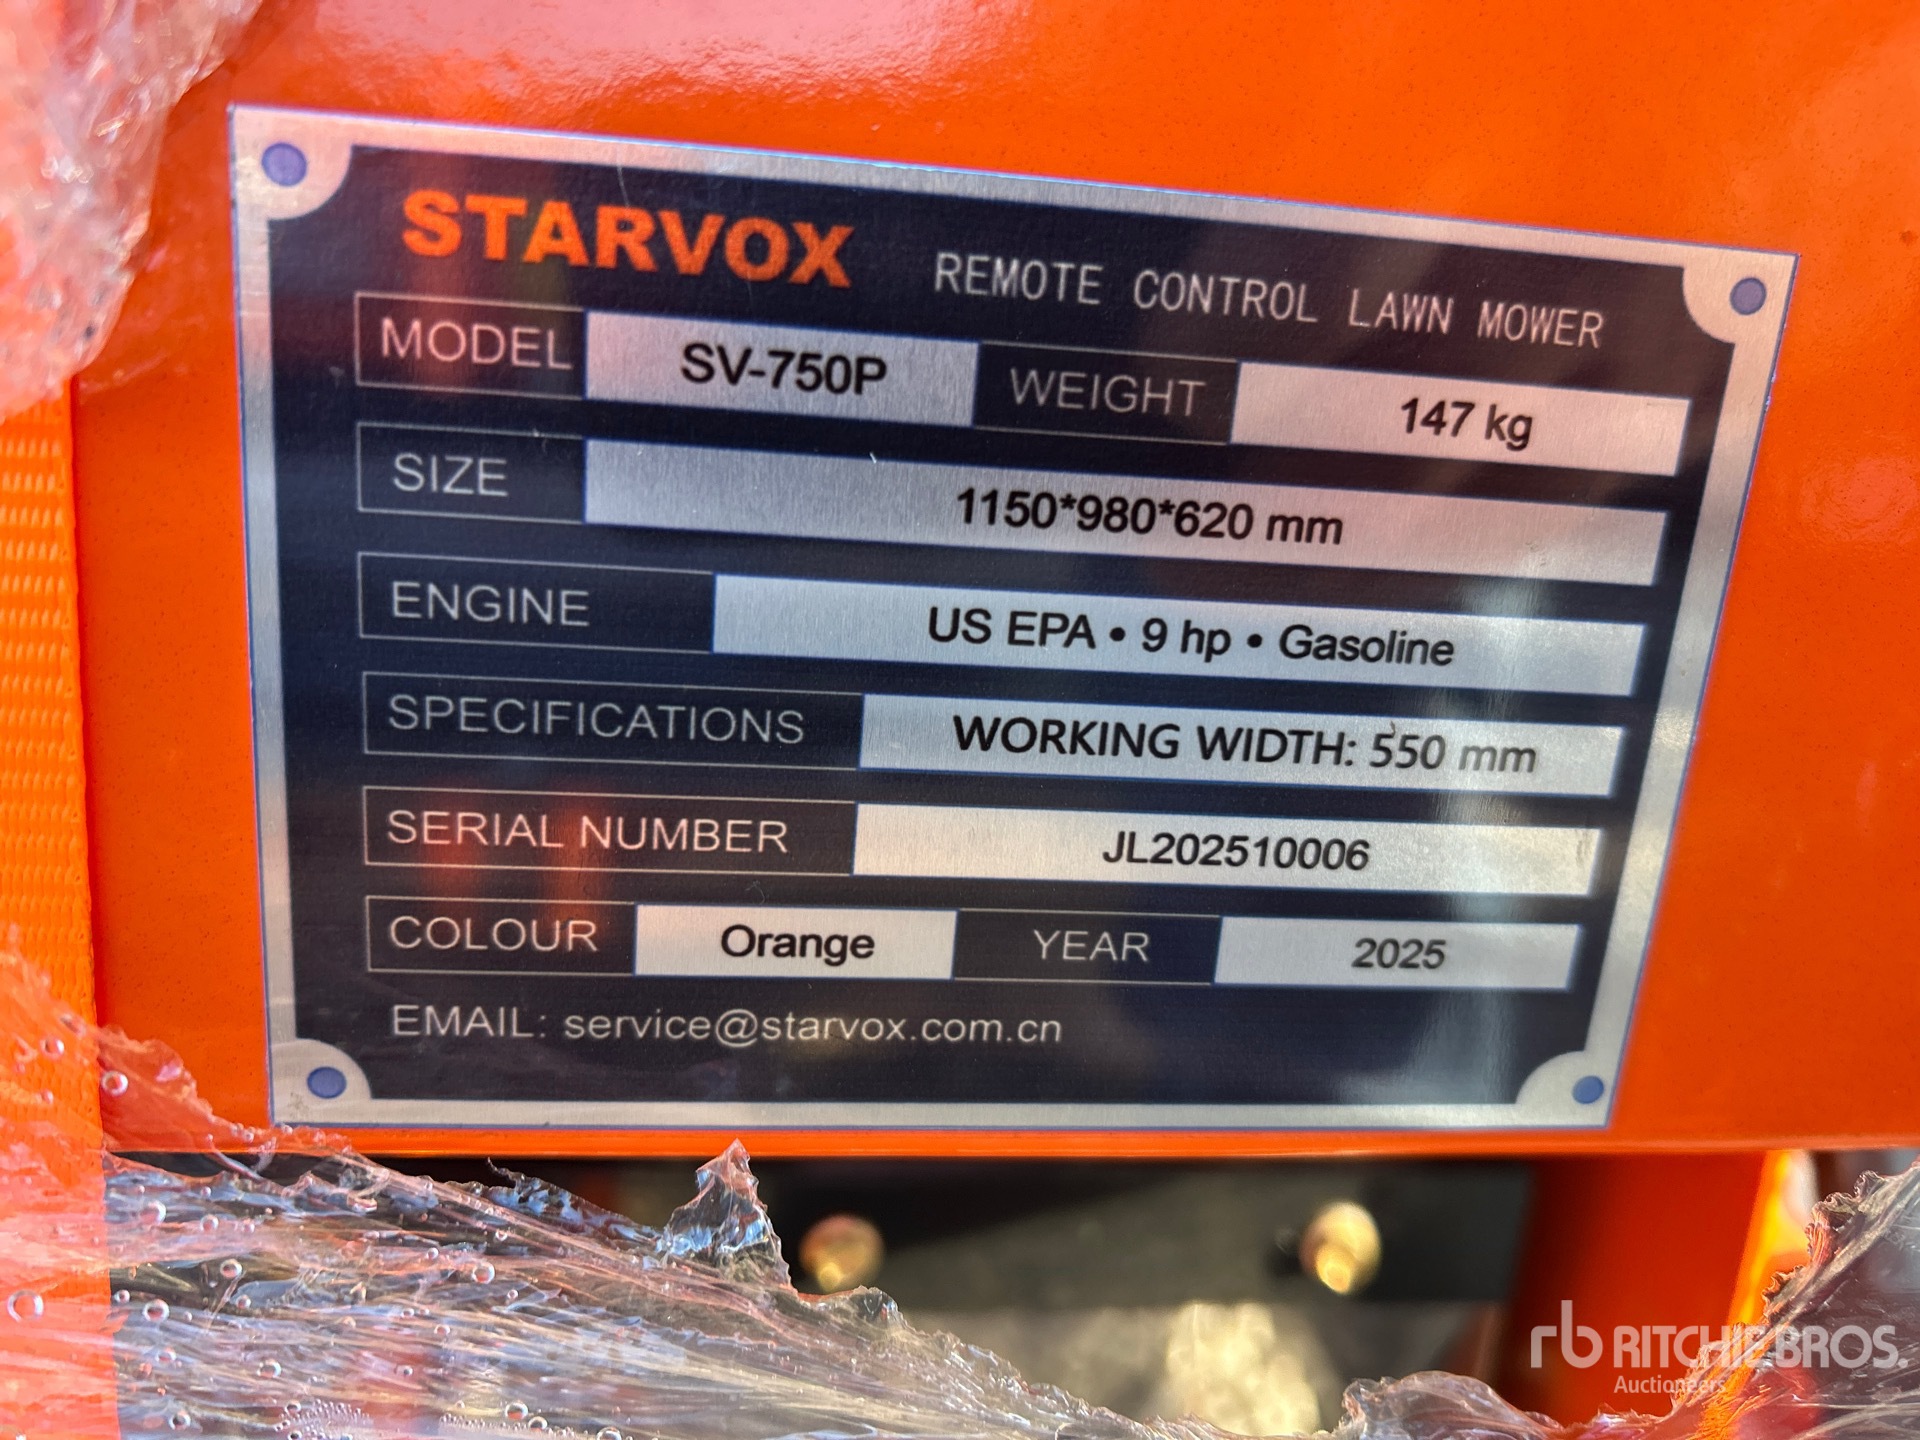 STARVOX REMOTE CONTROL LAWN MOWER
MODEL SV-750P WEIGHT 147 kg
SIZE 1150*980*620 mm
ENGINE US EPA • 9 hp • Gasoline
SPECIFICATIONS WORKING WIDTH: 550 mm
SERIAL NUMBER JL202510006
COLOUR Orange YEAR 2025
EMAIL: service@starvox.com.cn
rb RITCHIE BROS.
Auctioneers